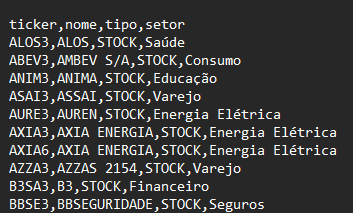 ticker,nome,tipo,setor
ALOS3,ALOS,STOCK,Saúde
ABEV3,AMBEV S/A,STOCK,Consumo
ANIM3,ANIMA,STOCK,Educação
ASAI3,ASSAI,STOCK,Varejo
AURE3,AUREN,STOCK,Energia Elétrica
AXIA3,AXIA ENERGIA,STOCK,Energia Elétrica
AXIA6,AXIA ENERGIA,STOCK,Energia Elétrica
AZZA3,AZZAS 2154,STOCK,Varejo
B3SA3,B3,STOCK,Financeiro
BBSE3,BBSEGURIDADE,STOCK,Seguros